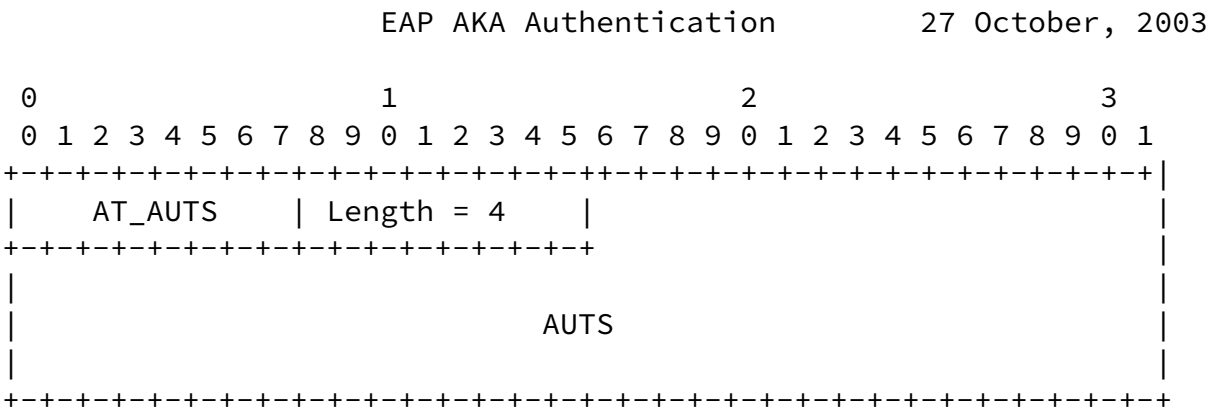 EAP AKA Authentication 27 October, 2003
0 1 2 3
0 1 2 3 4 5 6 7 8 9 0 1 2 3 4 5 6 7 8 9 0 1 2 3 4 5 6 7 8 9 0 1
+-+-+-+-+-+-+-+-+-+-+-+-+-+-+-+-++-+-+-+-+-+-+-+-+-+-+-+-+-+-+-+|
| AT_AUTS | Length = 4 | |
+-+-+-+-+-+-+-+-+-+-+-+-+-+-+-+-+ |
| |
| AUTS |
| |
+-+-+-+-+-+-+-+-+-+-+-+-+-+-+-+-+-+-+-+-+-+-+-+-+-+-+-+-+-+-+-+-+